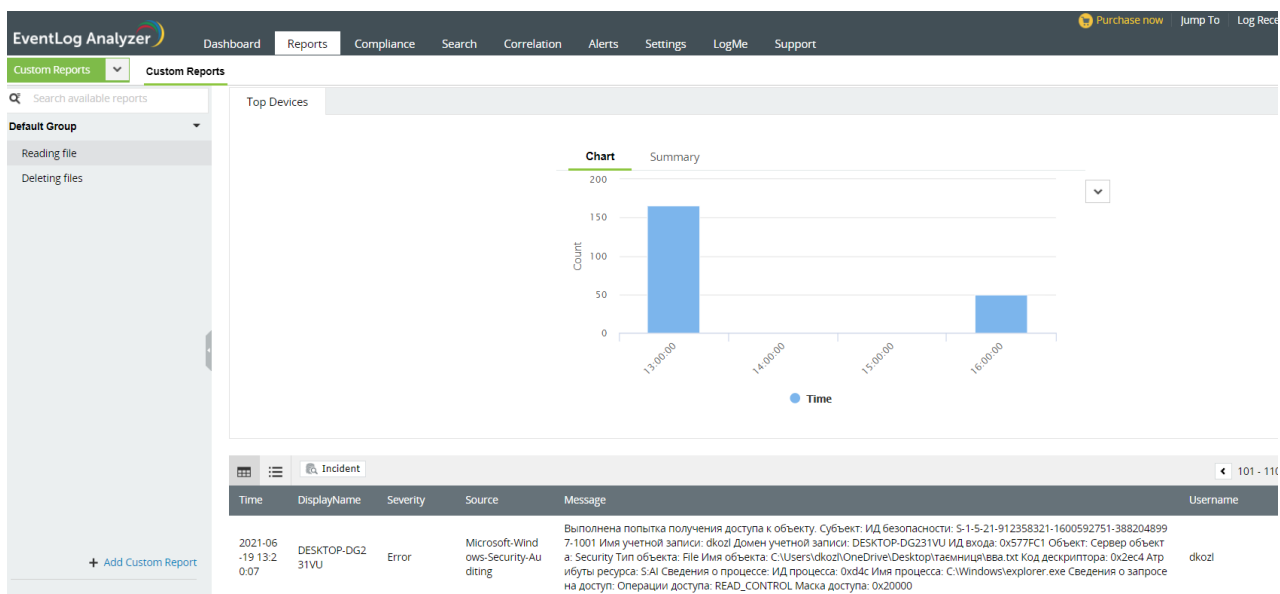 Purchase now Jump To Log Rece
EventLog Analyzer
Dashboard Reports Compliance Search Correlation Alerts Settings LogMe Support
Custom Reports Custom Reports
Search available reports
Default Group
Reading file
Deleting files
+ Add Custom Report
Top Devices
Chart Summary
200
150
100
50
0
Count
13:00:00 14:00:00 15:00:00 16:00:00
Time
Incident
101 - 110
Time DisplayName Severity Source Message Username
2021-06
-19 13:2
0:07
DESKTOP-DG2
31VU
Error
Microsoft-Wind
ows-Security-Au
diting
Выполнена попытка получения доступа к объекту. Субъект: ИД безопасности: S-1-5-21-912358321-1600592751-388204899
7-1001 Имя учетной записи: dkozl Домен учетной записи: DESKTOP-DG231VU ИД входа: 0x577FC1 Объект: Сервер объект
а: Security Тип объекта: File Имя объекта: C:\Users\dkozl\OneDrive\Desktop\таємниця\вва.txt Код дескриптора: 0x2ec4 Атр
ибуты ресурса: S:AI Сведения о процессе: ИД процесса: 0xd4c Имя процесса: C:\Windows\explorer.exe Сведения о запросе
на доступ: Операции доступа: READ_CONTROL Маска доступа: 0x20000
dkozl